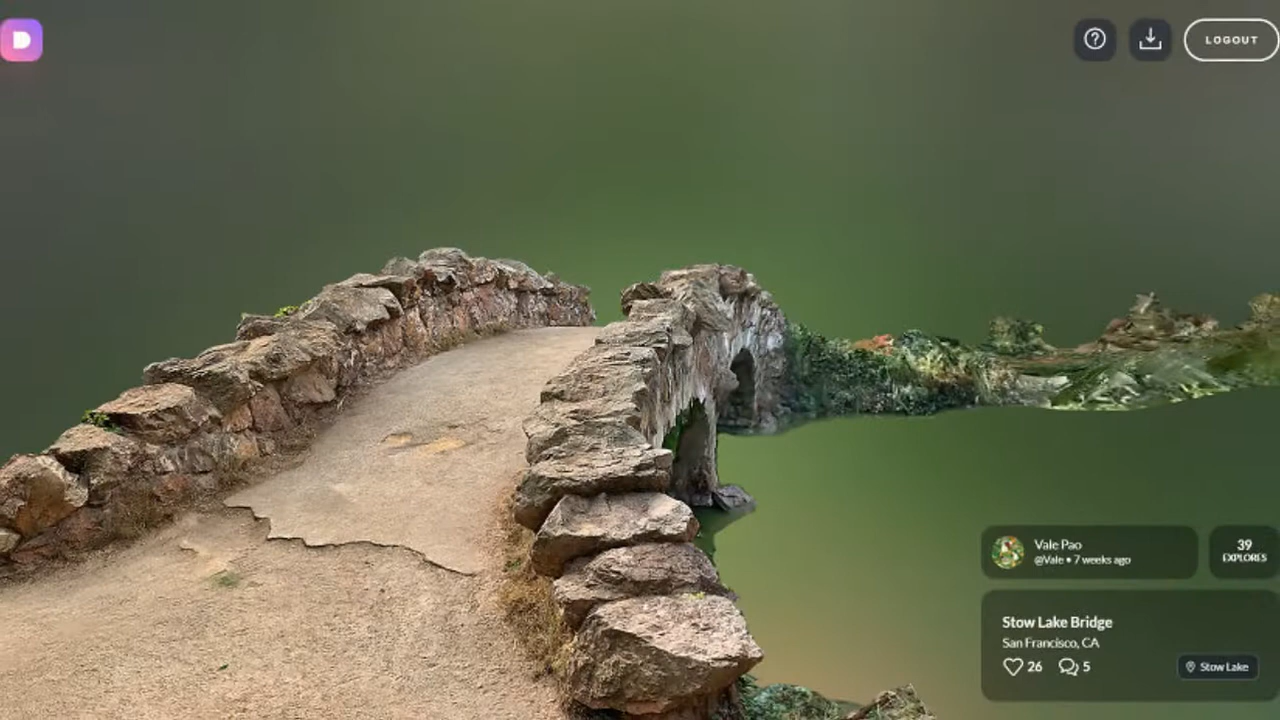 LOGOUT
Vale Pao
@Vale • 7 weeks ago
39
EXPLORES
Stow Lake Bridge
San Francisco, CA
26 5
Stow Lake